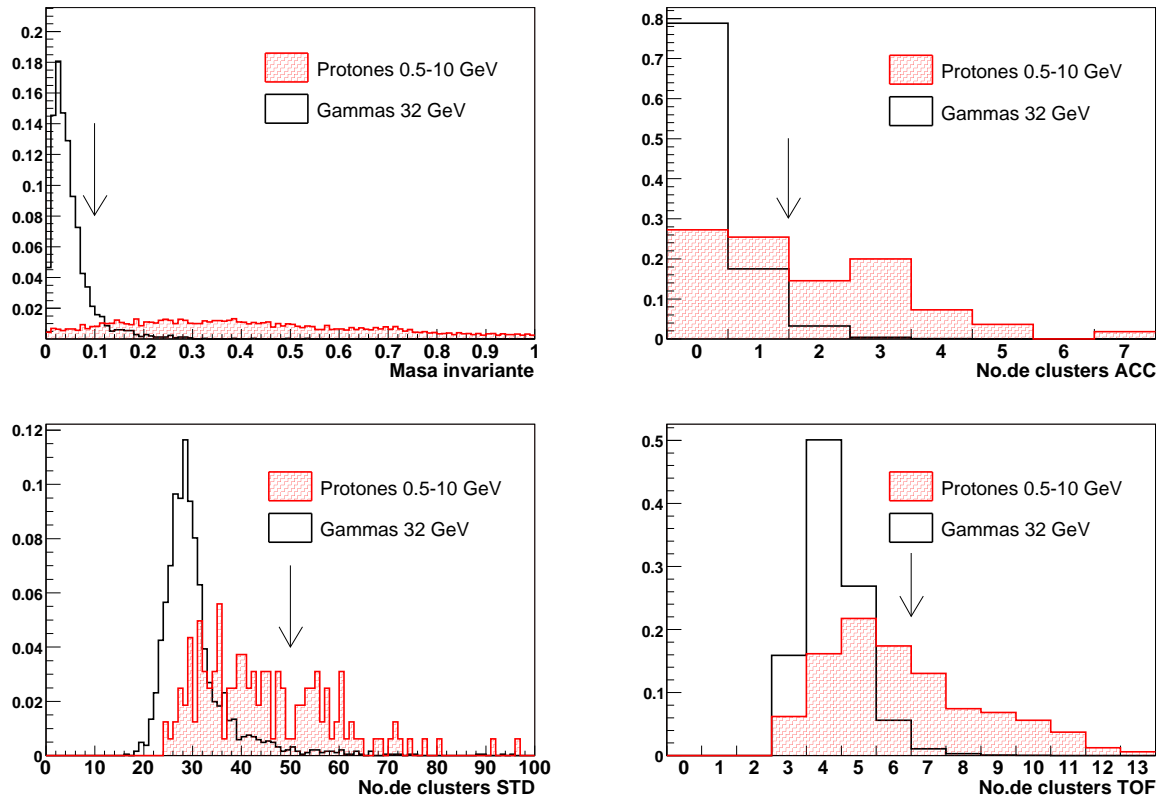 0.2
0.18
0.16
0.14
0.12
0.1
0.08
0.06
0.04
0.02
0
Protones 0.5-10 GeV
Gammas 32 GeV
0 0.1 0.2 0.3 0.4 0.5 0.6 0.7 0.8 0.9 1
Masa invariante
0.8
0.7
0.6
0.5
0.4
0.3
0.2
0.1
0
Protones 0.5-10 GeV
Gammas 32 GeV
0 1 2 3 4 5 6 7
No.de clusters ACC
0.12
0.1
0.08
0.06
0.04
0.02
0
Protones 0.5-10 GeV
Gammas 32 GeV
0 10 20 30 40 50 60 70 80 90 100
No.de clusters STD
0.5
0.4
0.3
0.2
0.1
0
Protones 0.5-10 GeV
Gammas 32 GeV
0 1 2 3 4 5 6 7 8 9 10 11 12 13
No.de clusters TOF